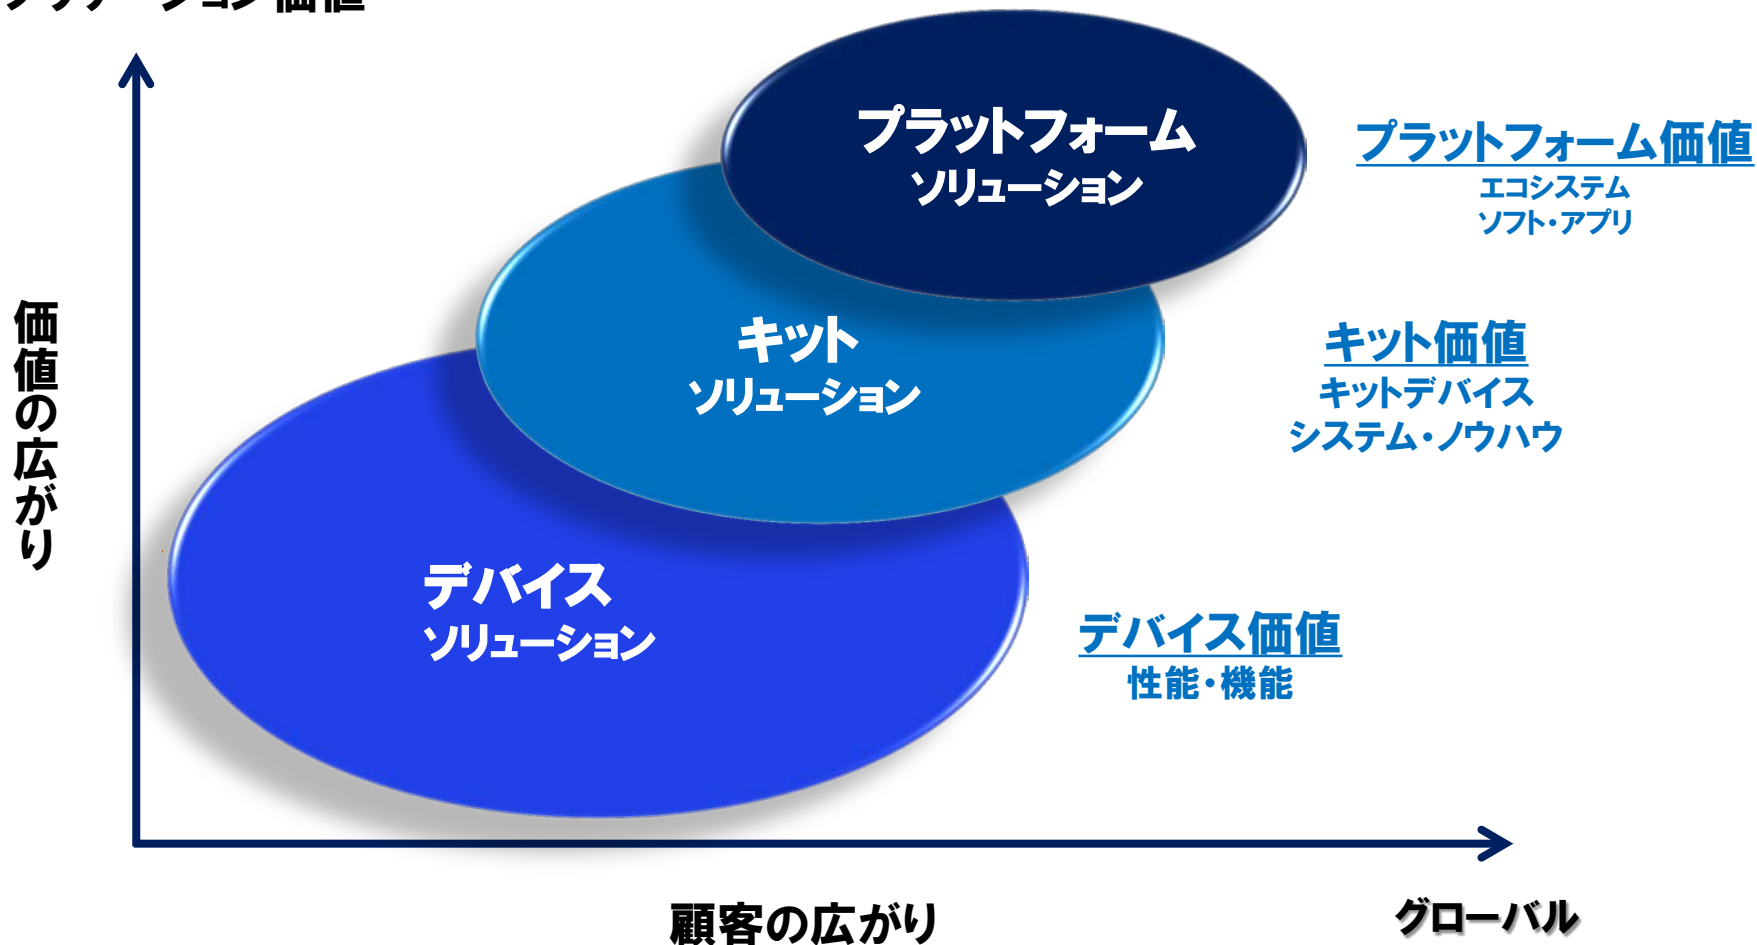 プラットフォーム
ソリューション
プラットフォーム価値
エコシステム
ソフト・アプリ
キット
ソリューション
キット価値
キットデバイス
システム・ノウハウ
価値の広がり
デバイス
ソリューション
デバイス価値
性能・機能
顧客の広がり
グローバル